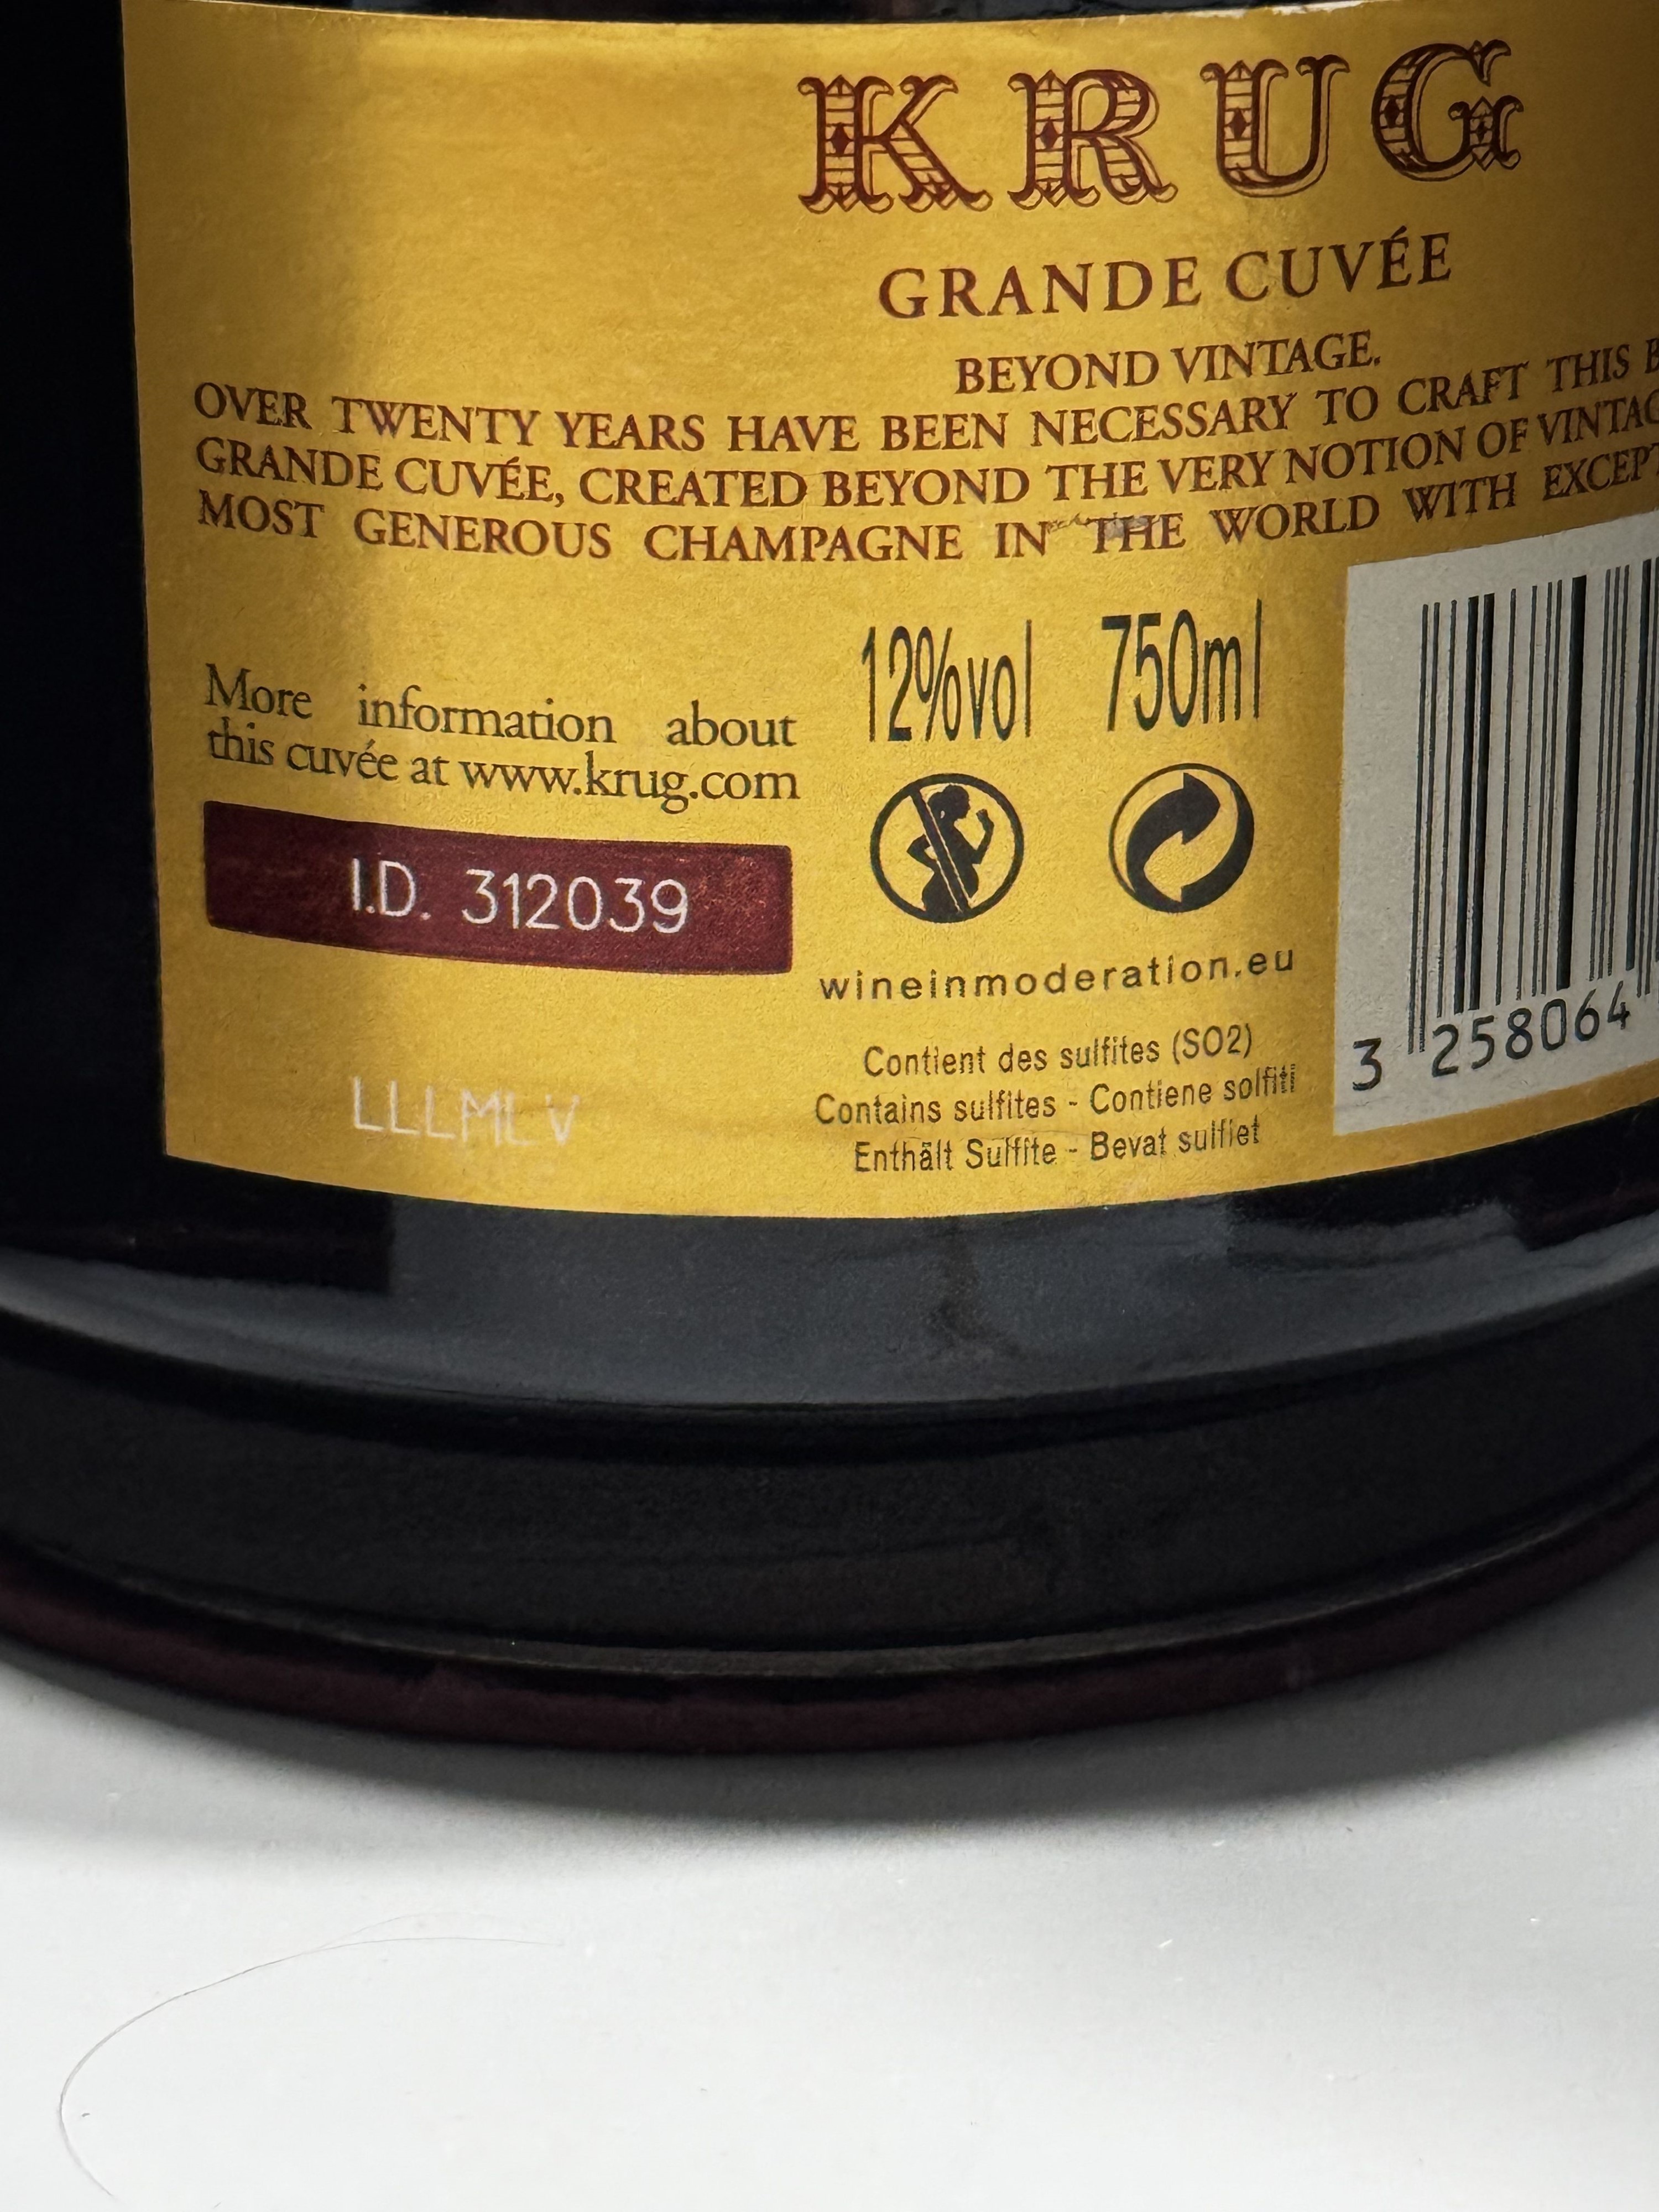 KRUG
GRANDE CUVÉE
BEYOND VINTAGE.
OVER TWENTY YEARS HAVE BEEN NECESSARY TO CRAFT THIS
GRANDE CUVÉE, CREATED BEYOND THE VERY NOTION OF
MOST GENEROUS CHAMPAGNE IN THE WORLD WITH
More information about
this cuvée at www.krug.com
I.D. 312039
LLLMLV
12%vol 750ml
wineinmoderation.eu
Contient des sulfites (SO2)
Contains sulfites - Contiene solfiti
Enthält Sulfite - Bevat sulfiet
3 258064